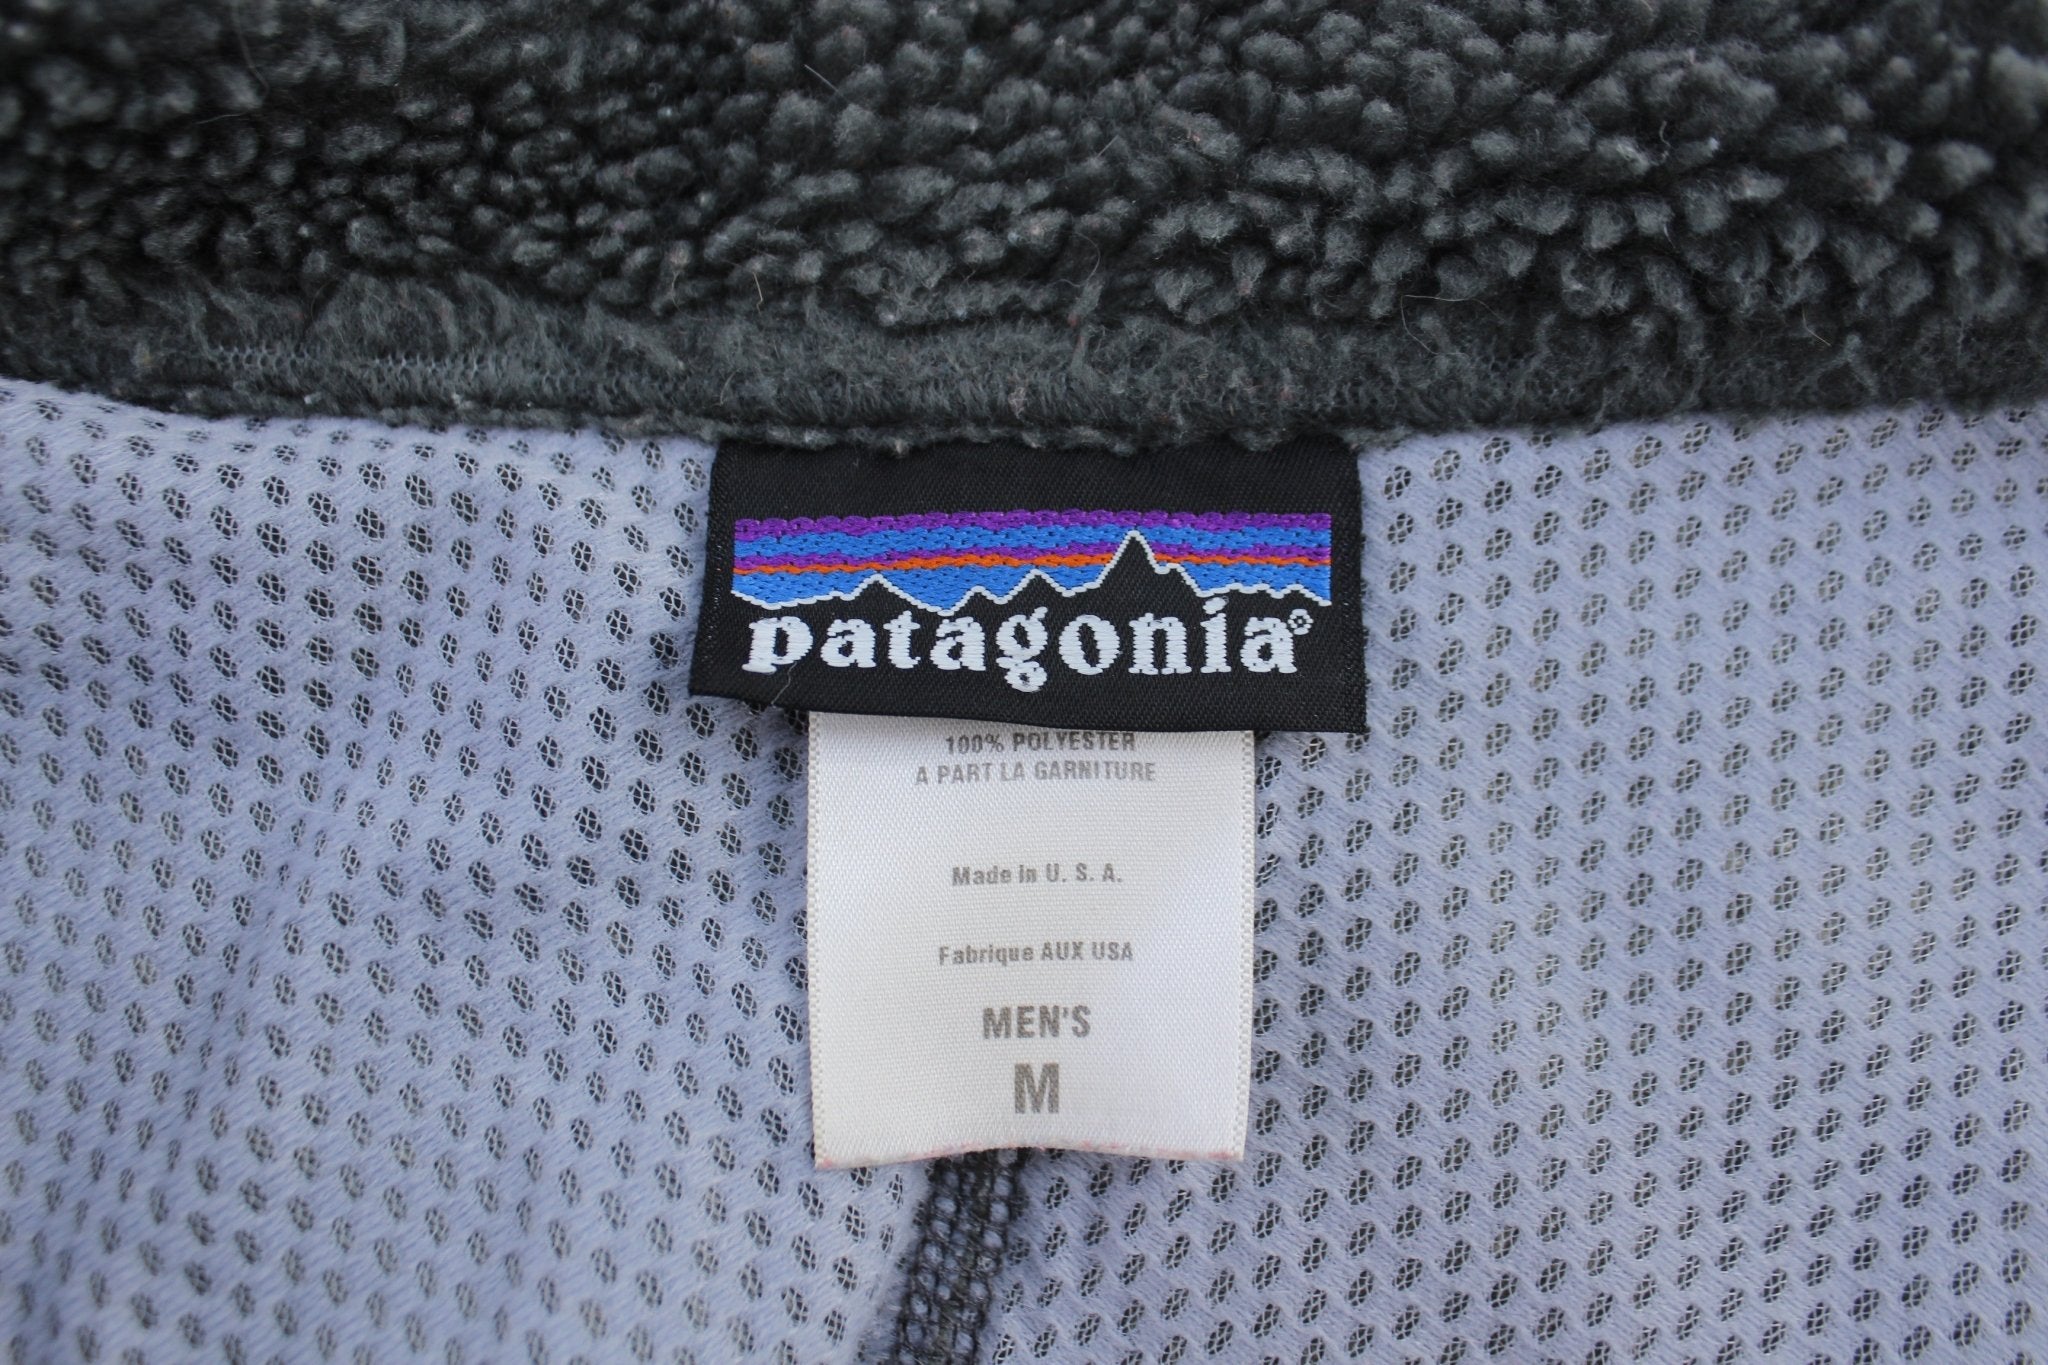 patagonia®
100% POLYESTER
A PART LA GARNITURE
Made in U. S. A.
Fabrique AUX USA
MEN'S
M